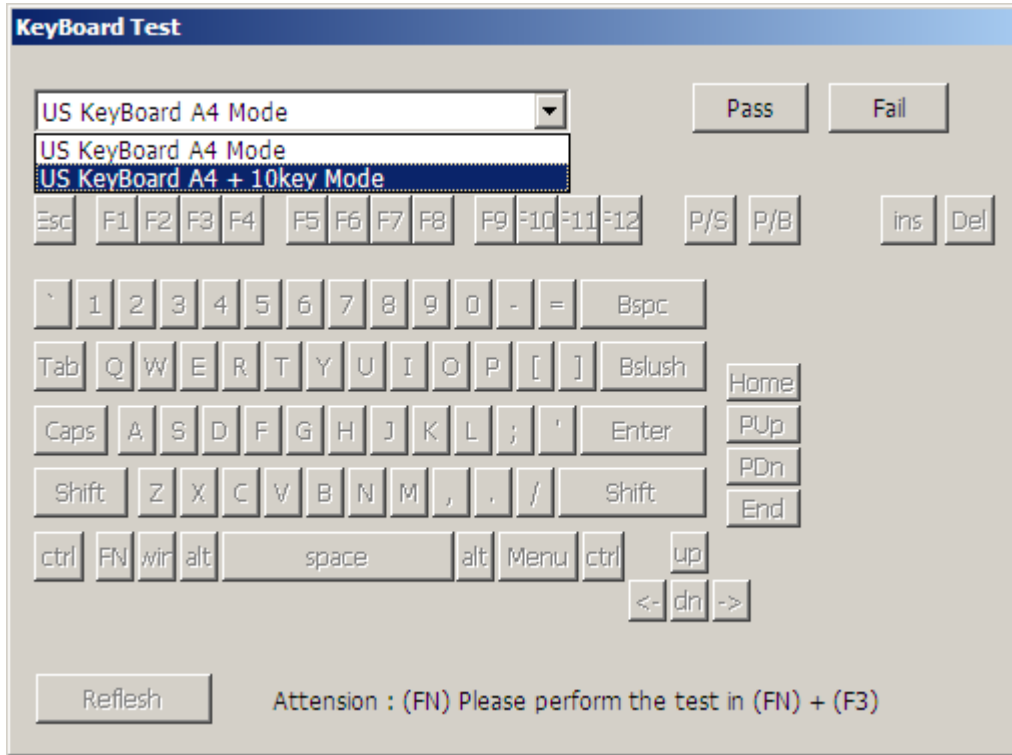 KeyBoard Test
US KeyBoard A4 Mode Pass Fail
US KeyBoard A4 Mode
US KeyBoard A4 + 10key Mode
Esc F1 F2 F3 F4 F5 F6 F7 F8 F9 F10 F11 F12 P/S P/B ins Del
` 1 2 3 4 5 6 7 8 9 0 - = Bspc
Tab Q W E R T Y U I O P [ ] Bslush
Home
Caps A S D F G H J K L ; ' Enter PUp
PDn
Shift Z X C V B N M , . / Shift
End
ctrl FN win alt space alt Menu ctrl up
<- dn ->
Reflesh Attension : (FN) Please perform the test in (FN) + (F3)